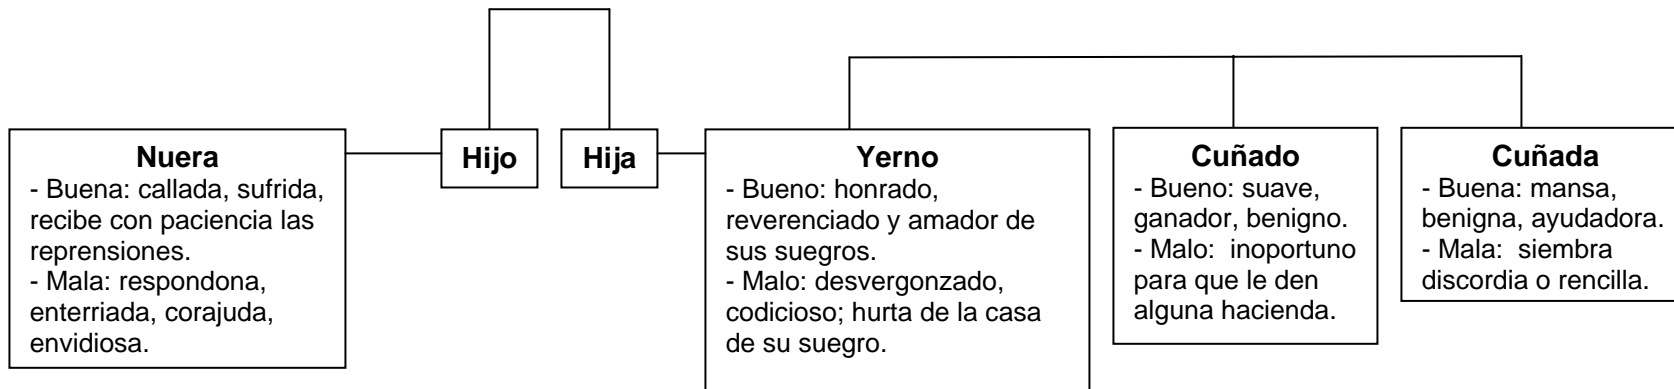 Nuera
- Buena: callada, sufrida,
recibe con paciencia las
reprensiones.
- Mala: respondona,
enterriada, corajuda,
envidiosa.
Hijo
Hija
Yerno
- Bueno: honrado,
reverenciado y amador de
sus suegros.
- Malo: desvergonzado,
codicioso; hurta de la casa
de su suegro.
Cuñado
- Bueno: suave,
ganador, benigno.
- Malo:  inoportuno
para que le den
alguna hacienda.
Cuñada
- Buena: mansa,
benigna, ayudadora.
- Mala:  siembra
discordia o rencilla.